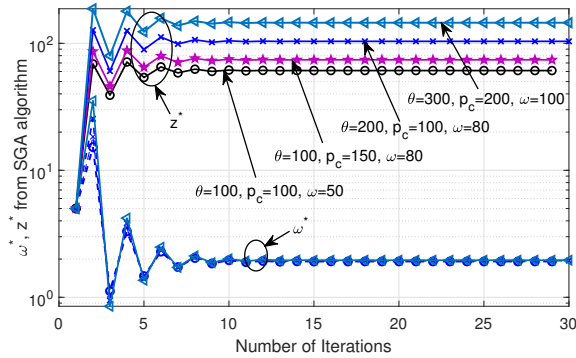 ω*, z* from SGA algorithm
10²
10¹
10⁰
z*
θ=300, p_c=200, ω=100
θ=200, p_c=100, ω=80
θ=100, p_c=150, ω=80
θ=100, p_c=100, ω=50
ω*
0 5 10 15 20 25 30
Number of Iterations